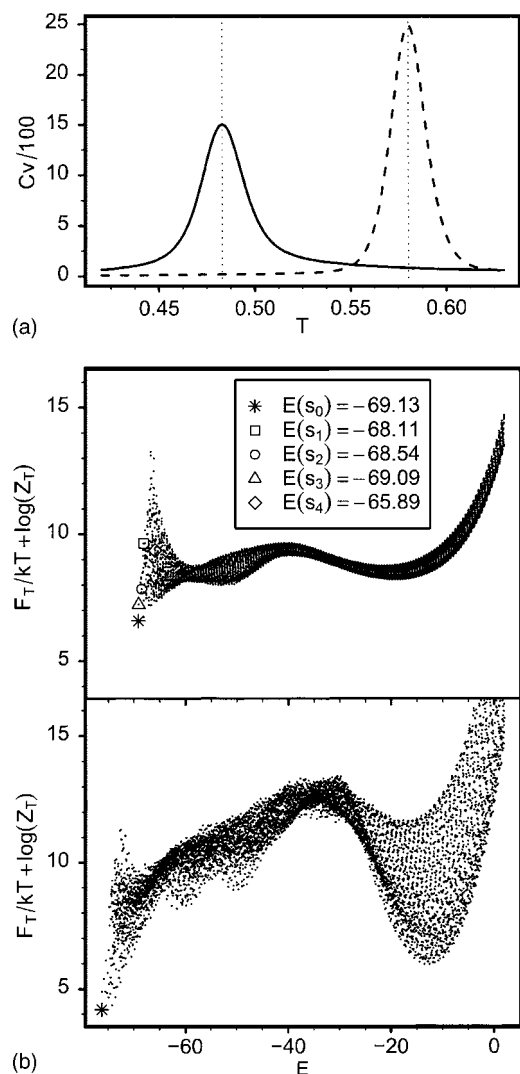 25
20
15
10
5
0
Cv/100
0.45
0.50
0.55
0.60
T
(a)
15
10
5
F_T/kT+log(Z_T)
E(s_0)=−69.13
E(s_1)=−68.11
E(s_2)=−68.54
E(s_3)=−69.09
E(s_4)=−65.89
15
10
5
F_T/kT+log(Z_T)
−60
−40
−20
0
E
(b)